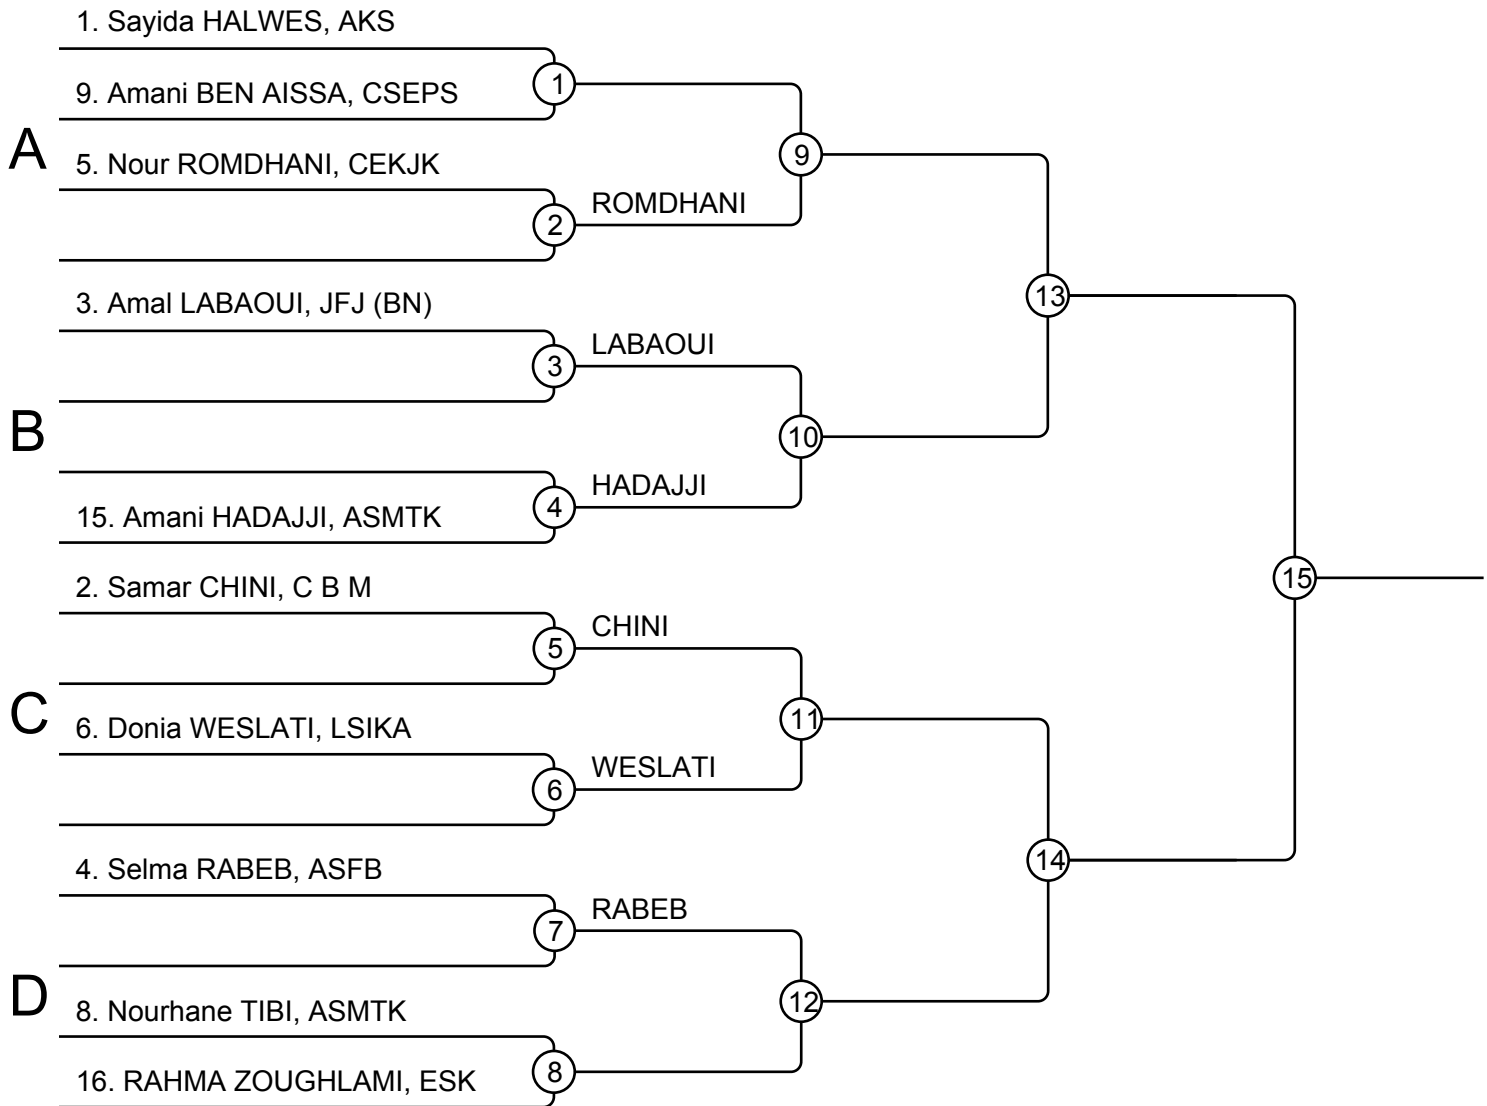 1. Sayida HALWES, AKS
1
9. Amani BEN AISSA, CSEPS
A
9
5. Nour ROMDHANI, CEKJK
ROMDHANI
2
13
3. Amal LABAOUI, JFJ (BN)
LABAOUI
3
B
10
HADAJJI
4
15. Amani HADAJJI, ASMTK
15
2. Samar CHINI, C B M
CHINI
5
C
11
6. Donia WESLATI, LSIKA
WESLATI
6
14
4. Selma RABEB, ASFB
RABEB
7
D
12
8. Nourhane TIBI, ASMTK
8
16. RAHMA ZOUGHLAMI, ESK